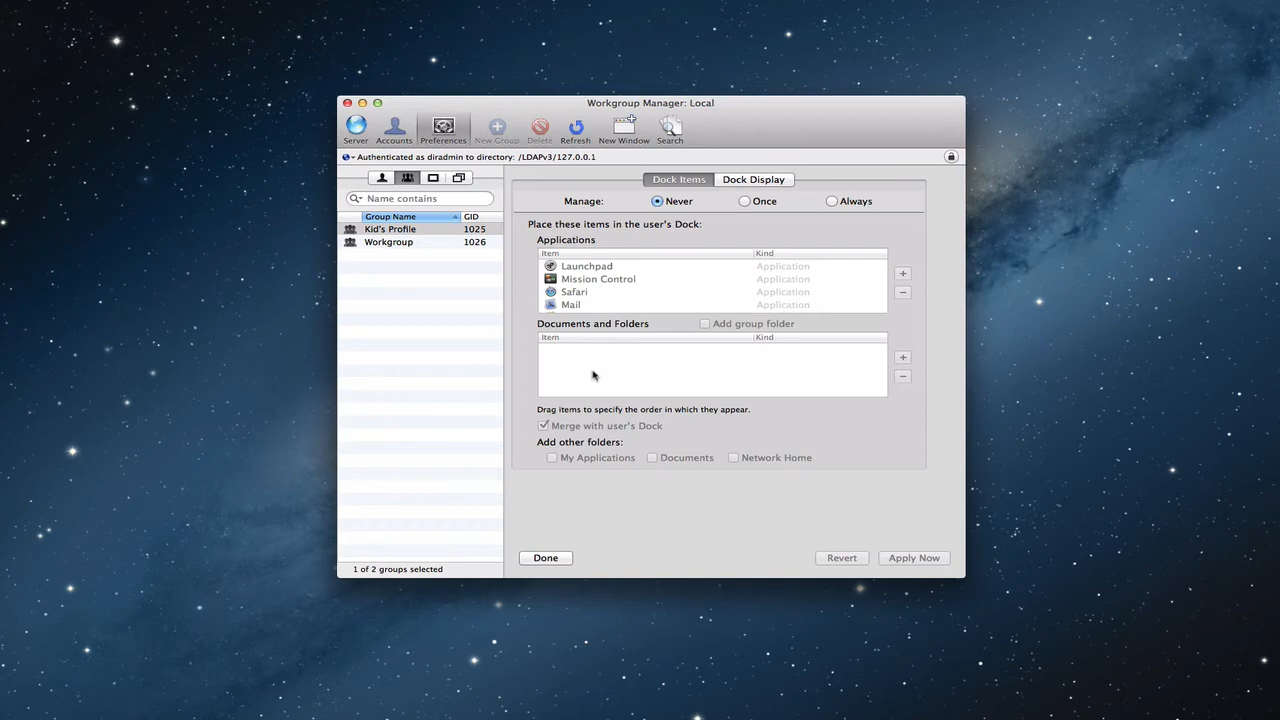 Workgroup Manager: Local
Server Accounts Preferences New Group Delete Refresh New Window Search
Authenticated as diradmin to directory: /LDAPv3/127.0.0.1
Name contains
Group Name GID
Kid's Profile 1025
Workgroup 1026
1 of 2 groups selected
Dock Items Dock Display
Manage: Never Once Always
Place these items in the user's Dock:
Applications
Item Kind
Launchpad Application
Mission Control Application
Safari Application
Mail Application
Documents and Folders Add group folder
Item Kind
Drag items to specify the order in which they appear.
Merge with user's Dock
Add other folders:
My Applications Documents Network Home
Done Revert Apply Now